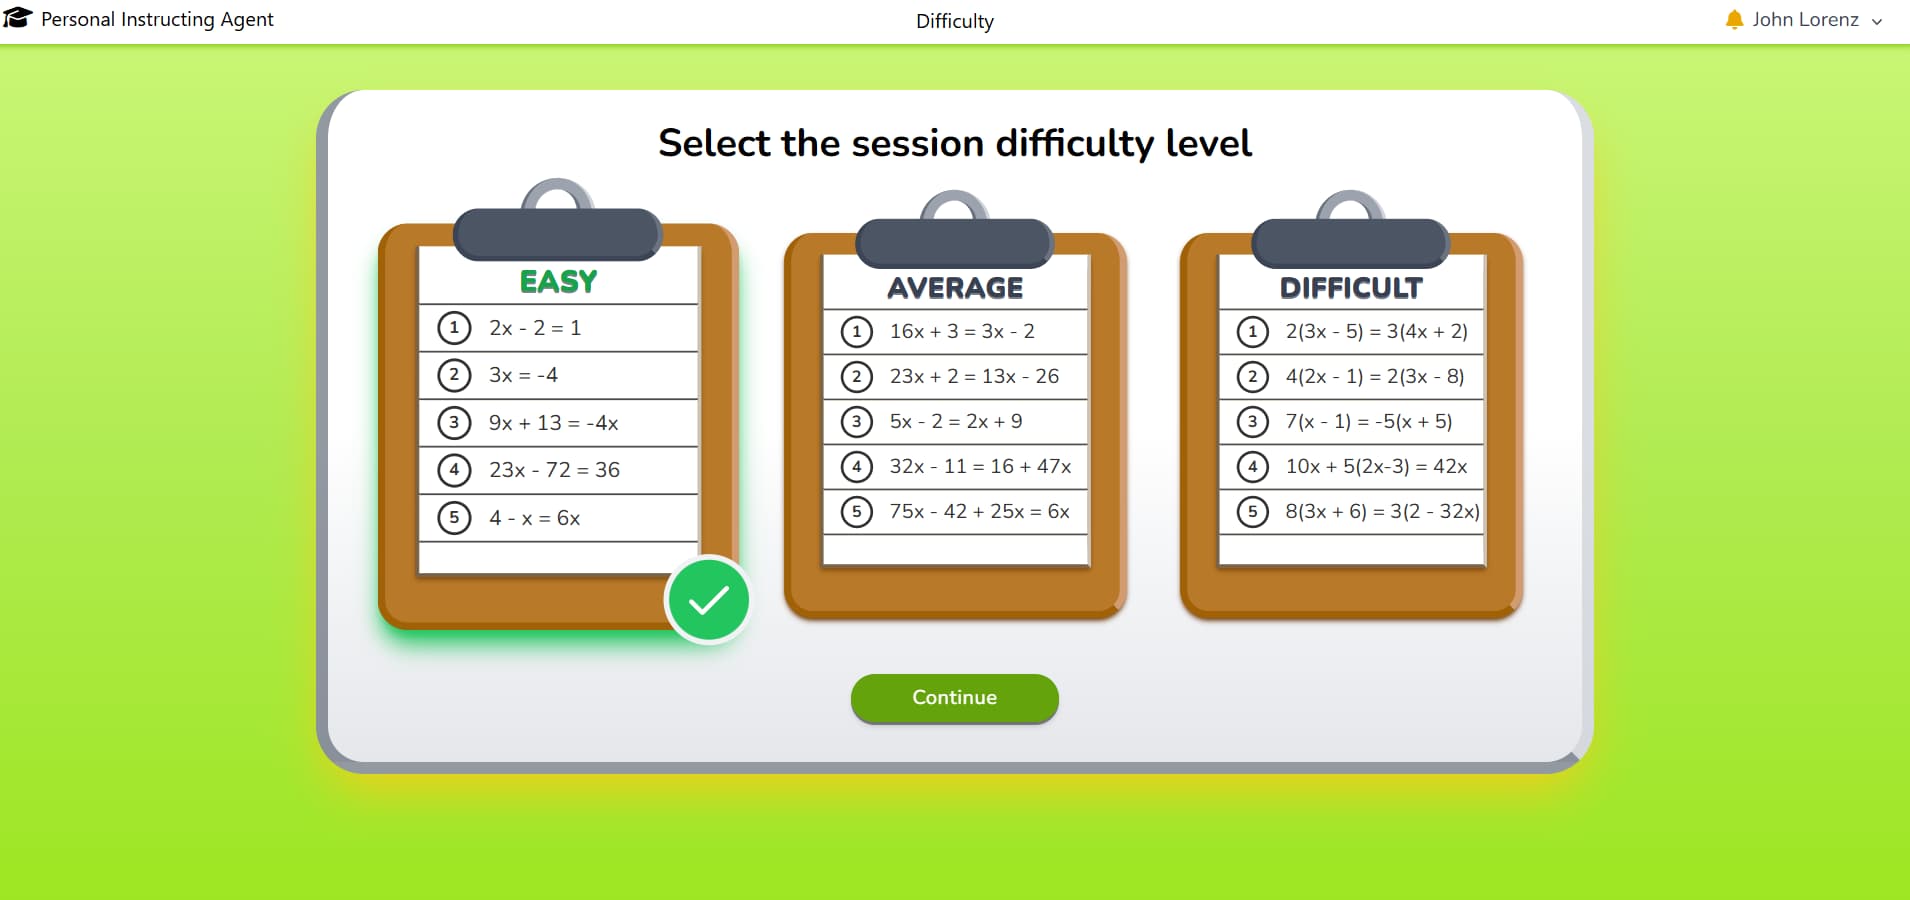 Personal Instructing Agent
Difficulty
John Lorenz
Select the session difficulty level
EASY
1 2x - 2 = 1
2 3x = -4
3 9x + 13 = -4x
4 23x - 72 = 36
5 4 - x = 6x
AVERAGE
1 16x + 3 = 3x - 2
2 23x + 2 = 13x - 26
3 5x - 2 = 2x + 9
4 32x - 11 = 16 + 47x
5 75x - 42 + 25x = 6x
DIFFICULT
1 2(3x - 5) = 3(4x + 2)
2 4(2x - 1) = 2(3x - 8)
3 7(x - 1) = -5(x + 5)
4 10x + 5(2x-3) = 42x
5 8(3x + 6) = 3(2 - 32x)
Continue